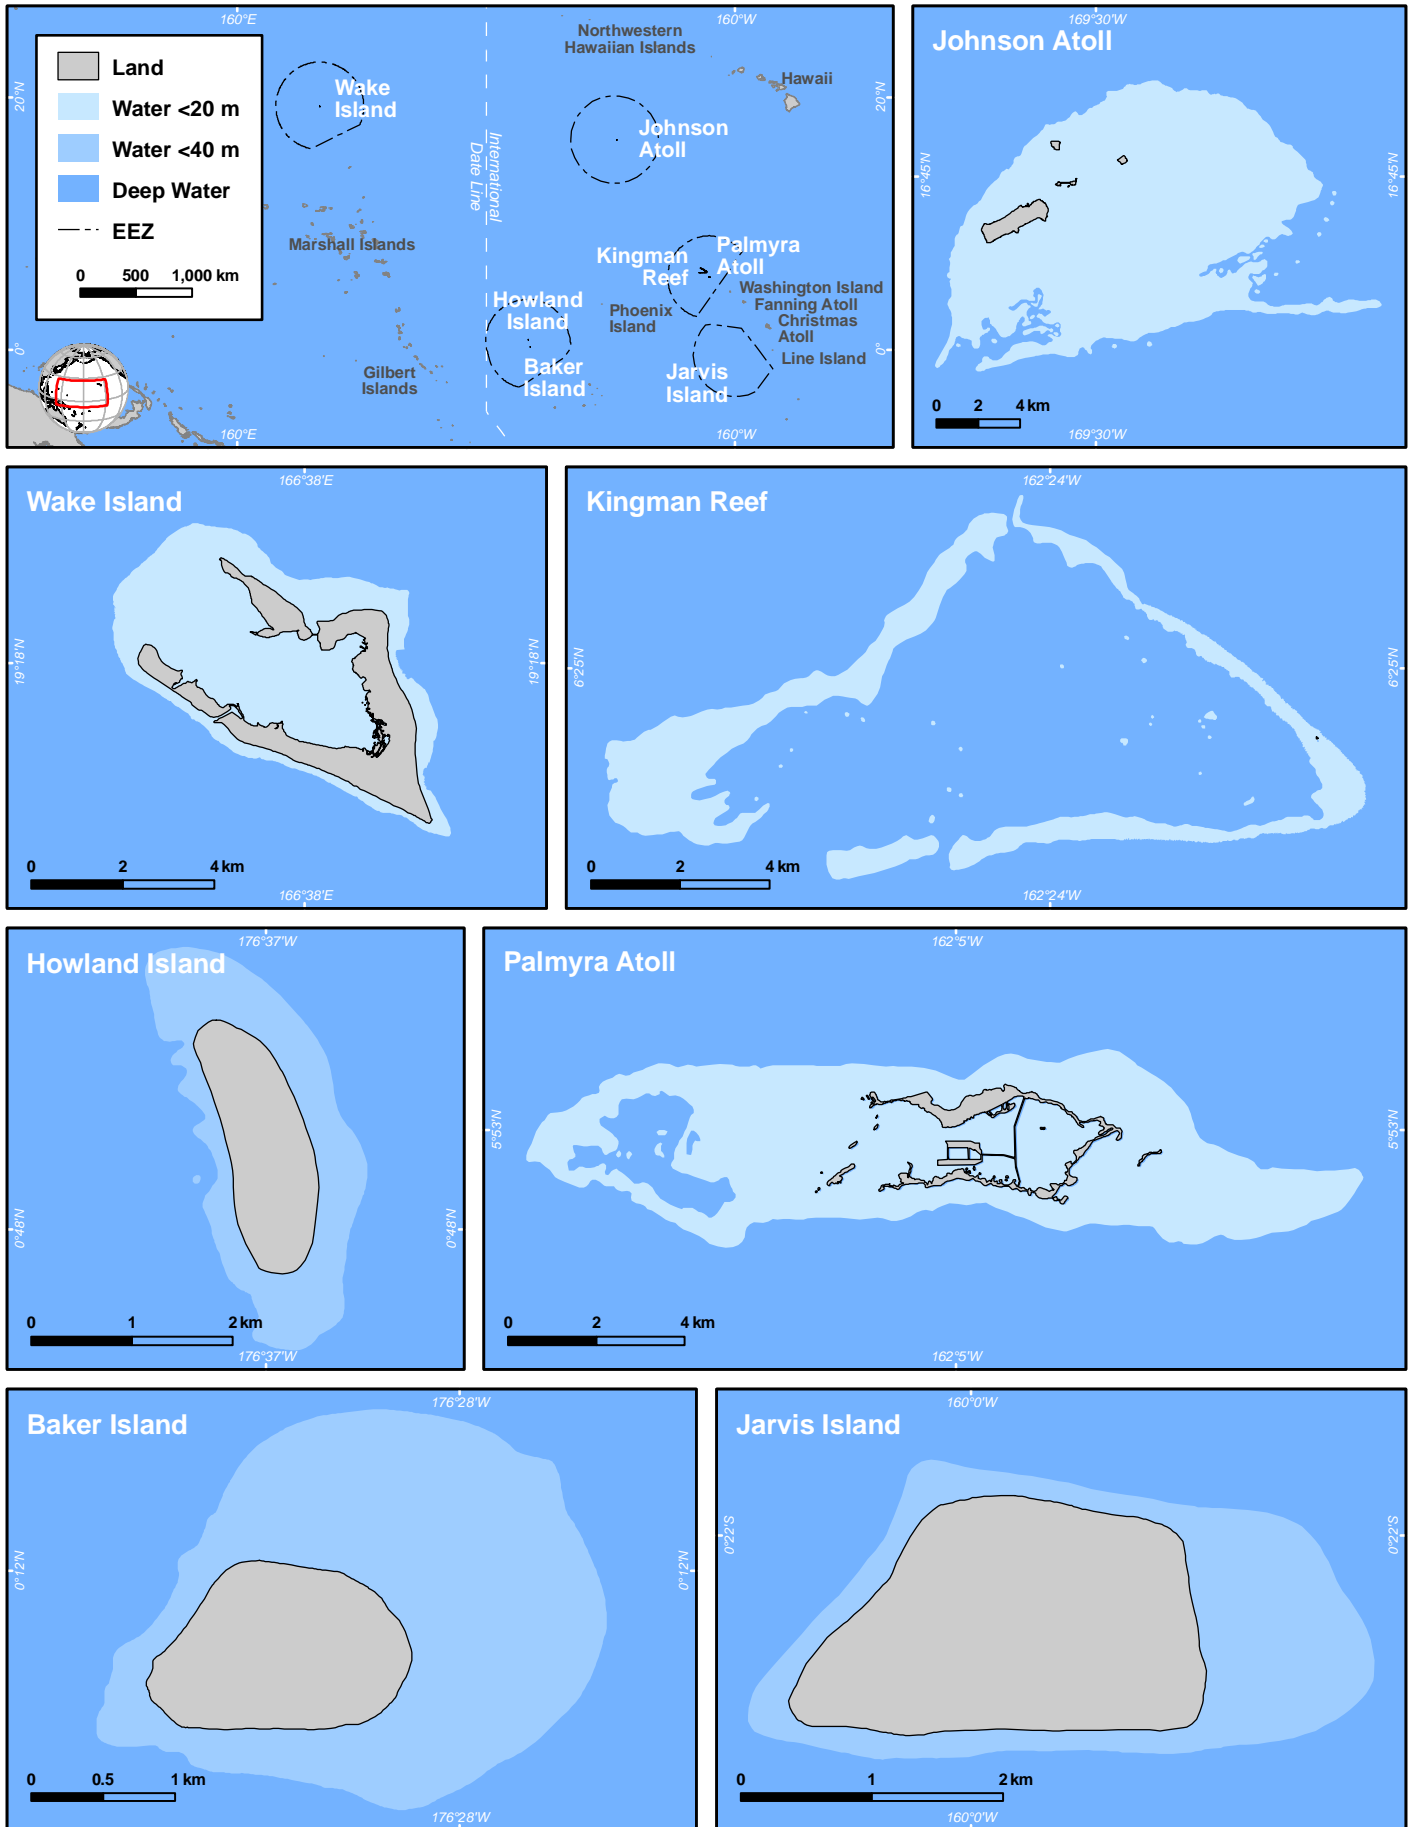 160°E
160°W
Land
Water <20 m
Water <40 m
Deep Water
EEZ
0 500 1,000 km
20°N
20°N
0°
0°
Northwestern
Hawaiian Islands
Hawaii
Wake
Island
Johnson
Atoll
International
Date Line
Marshall Islands
Kingman
Reef
Palmyra
Atoll
Washington Island
Fanning Atoll
Christmas
Atoll
Line Island
Howland
Island
Phoenix
Island
Baker
Island
Jarvis
Island
Gilbert
Islands
160°E
160°W
169°30'W
Johnson Atoll
16°45'N
16°45'N
0 2 4 km
169°30'W
166°38'E
Wake Island
19°18'N
19°18'N
0 2 4 km
166°38'E
162°24'W
Kingman Reef
6°25'N
6°25'N
0 2 4 km
162°24'W
176°37'W
Howland Island
0°48'N
0°48'N
0 1 2 km
176°37'W
162°5'W
Palmyra Atoll
5°53'N
5°53'N
0 2 4 km
162°5'W
176°28'W
Baker Island
0°12'N
0°12'N
0 0.5 1 km
176°28'W
160°0'W
Jarvis Island
0°22'S
0°22'S
0 1 2 km
160°0'W